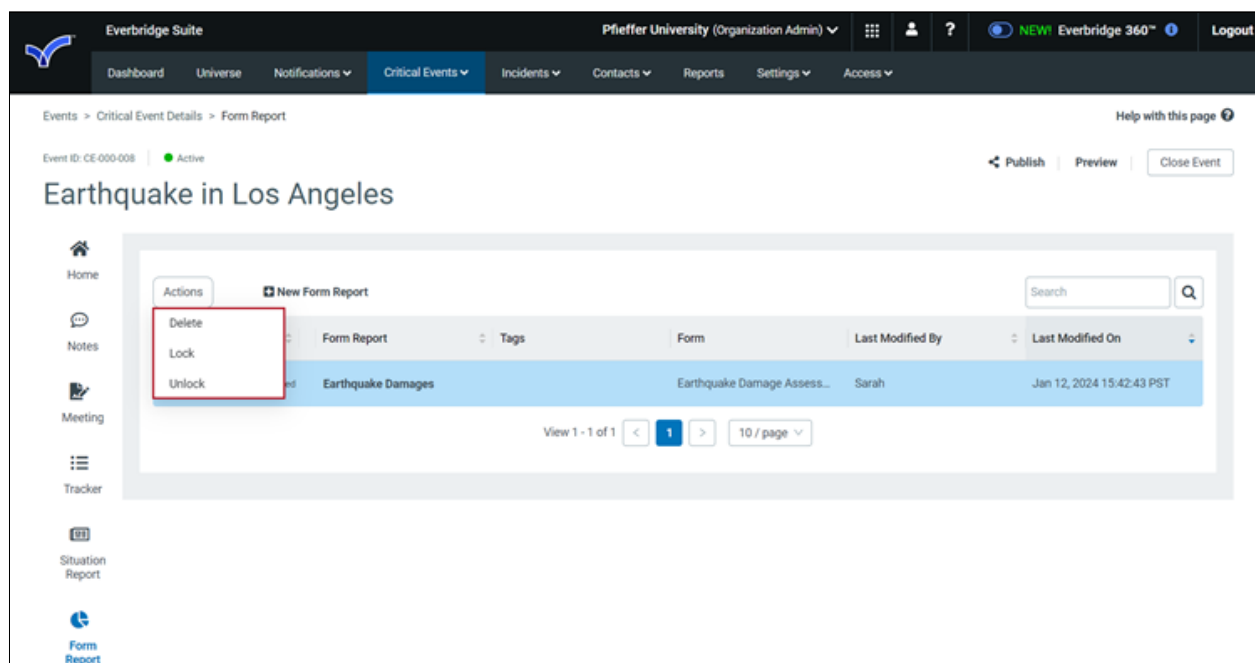 Everbridge Suite
Pfieffer University (Organization Admin)
?
NEW! Everbridge 360™
Logout
Dashboard Universe Notifications Critical Events Incidents Contacts Reports Settings Access
Events > Critical Event Details > Form Report
Help with this page
Event ID: CE-000-008
Active
Publish
Preview
Close Event
Earthquake in Los Angeles
Home
Notes
Meeting
Tracker
Situation
Report
Form
Report
Actions
New Form Report
Search
Delete
Lock
Unlock
Form Report Tags Form Last Modified By Last Modified On
ed Earthquake Damages Earthquake Damage Assess... Sarah Jan 12, 2024 15:42:43 PST
View 1 - 1 of 1 < 1 > 10 / page